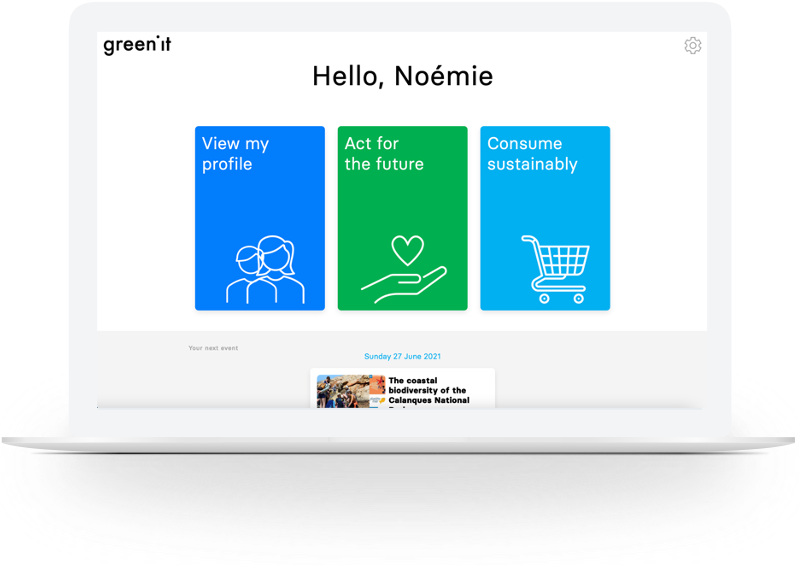 green it
Hello, Noémie
View my
profile
Act for
the future
Consume
sustainably
Your next event
Sunday 27 June 2021
The coastal
biodiversity of the
Calanques National